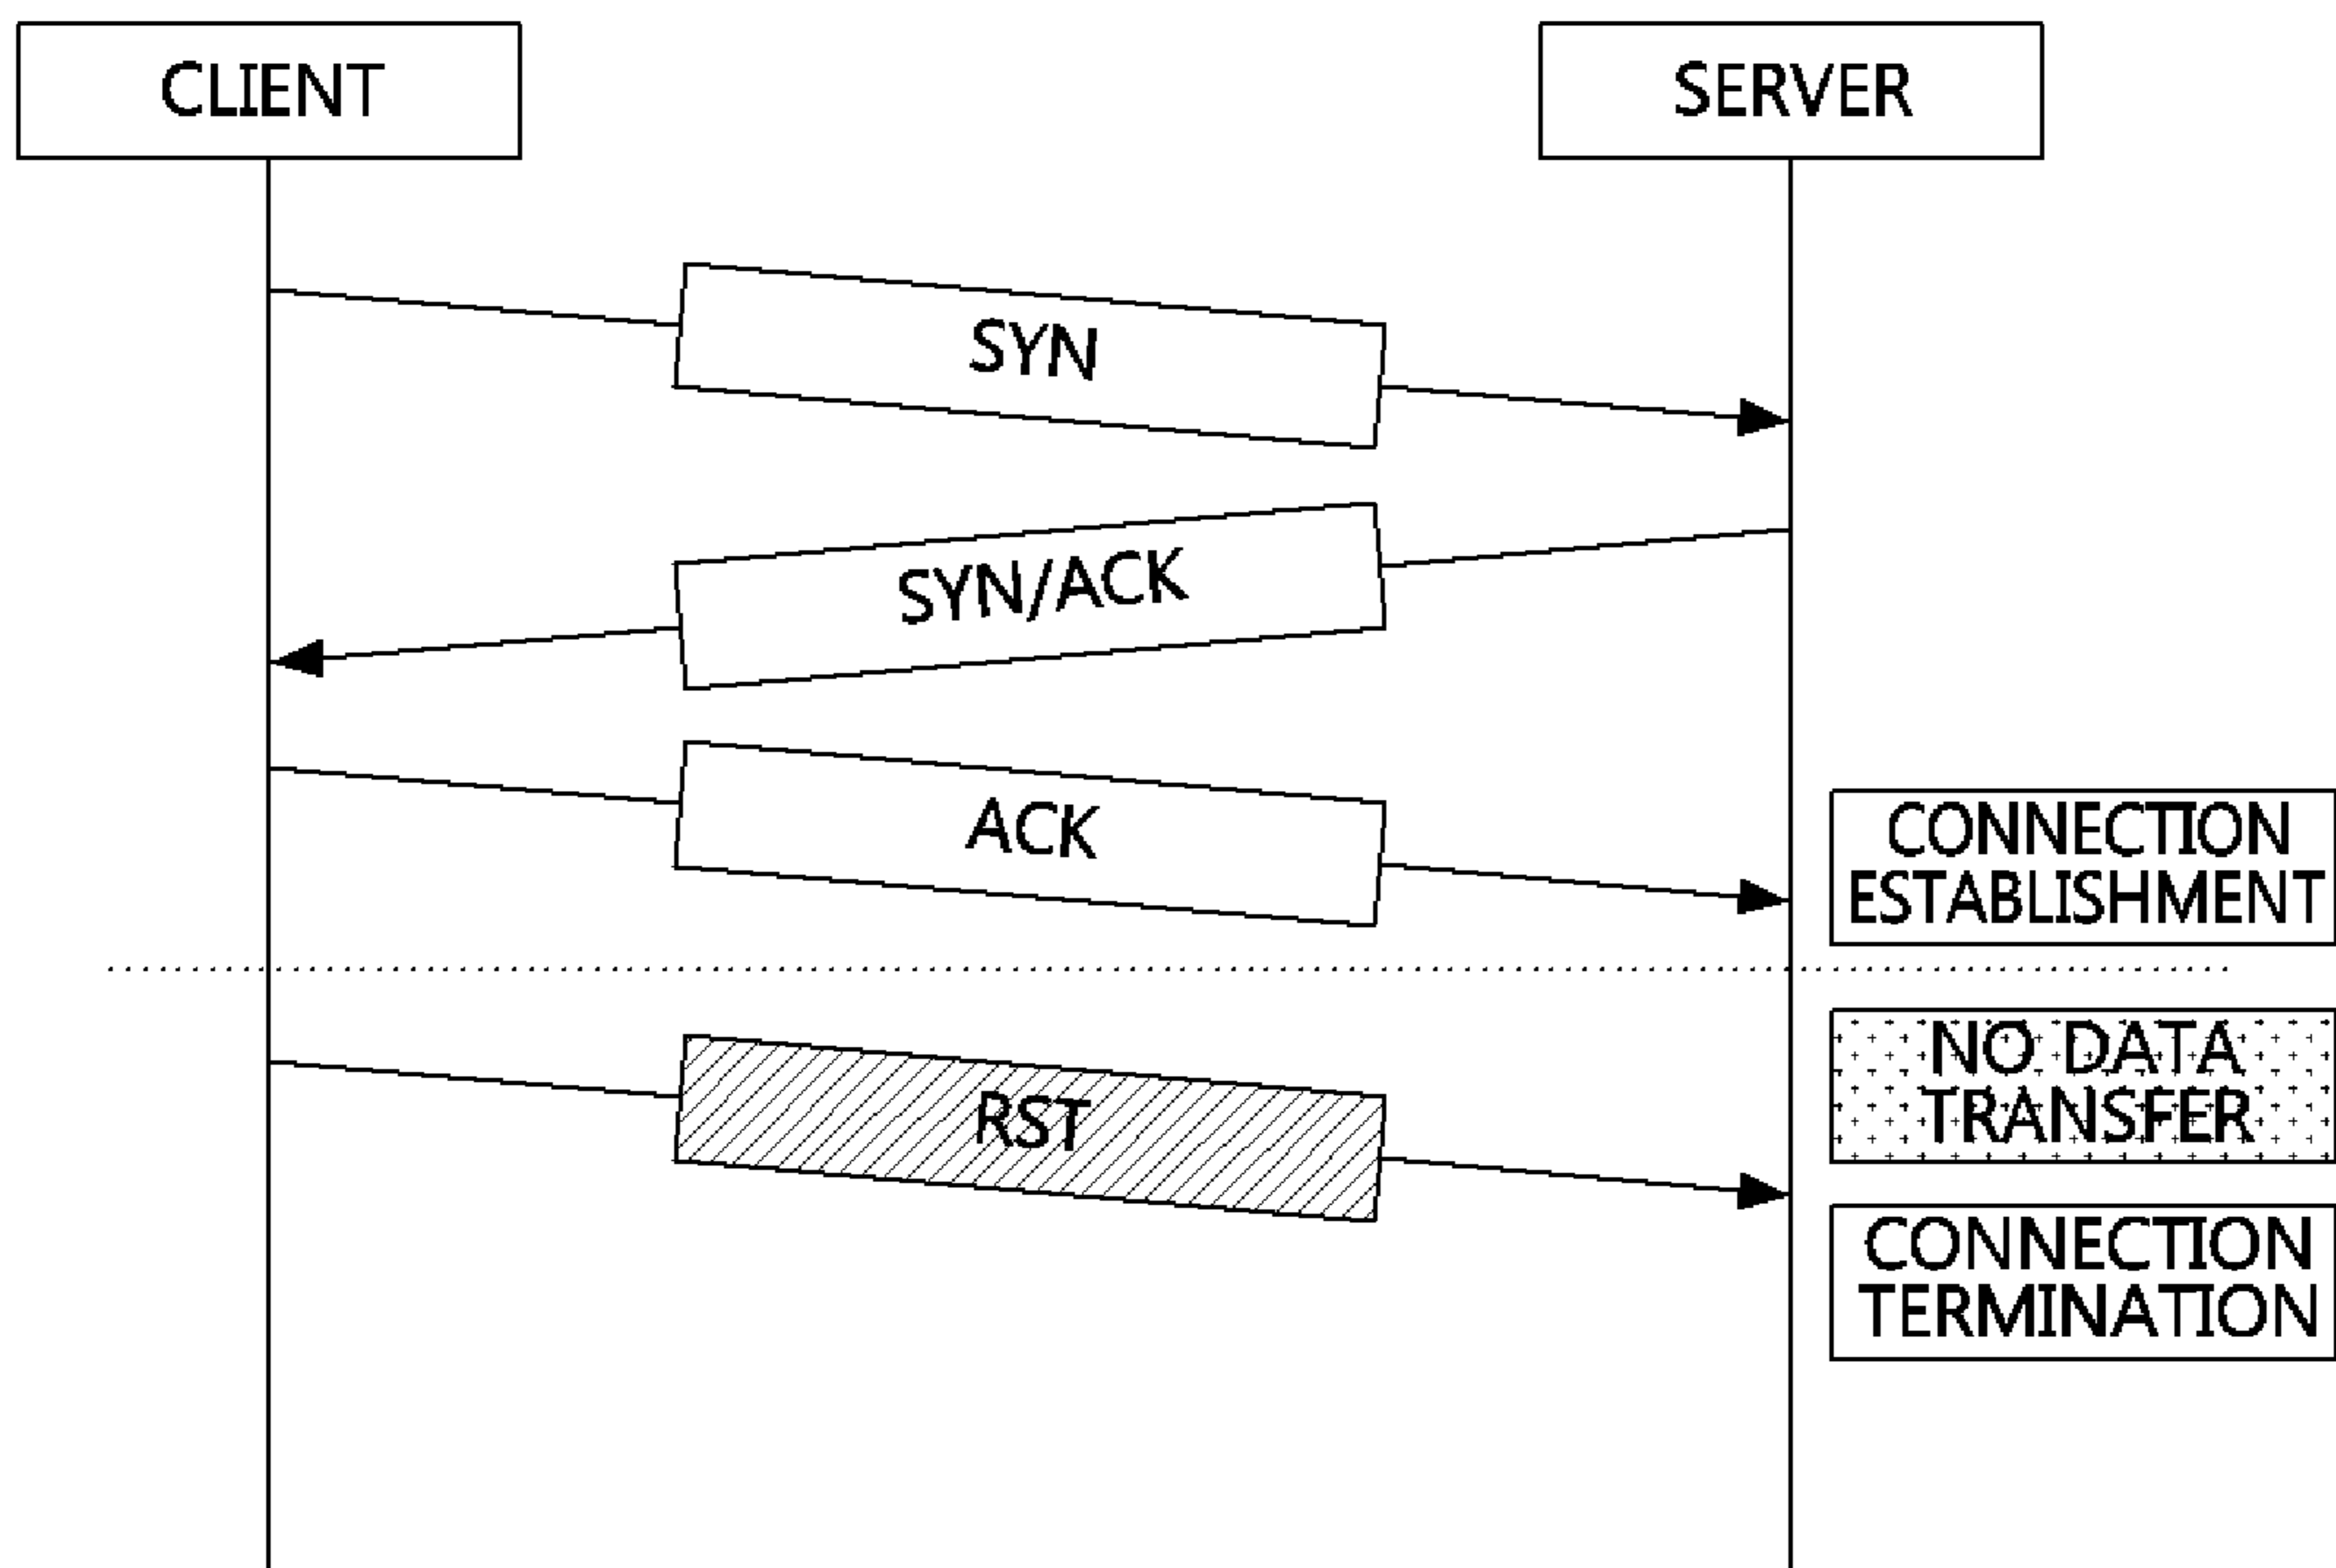 CLIENT
SERVER
SYN
SYN/ACK
ACK
CONNECTION
ESTABLISHMENT
NO DATA
TRANSFER
RST
CONNECTION
TERMINATION